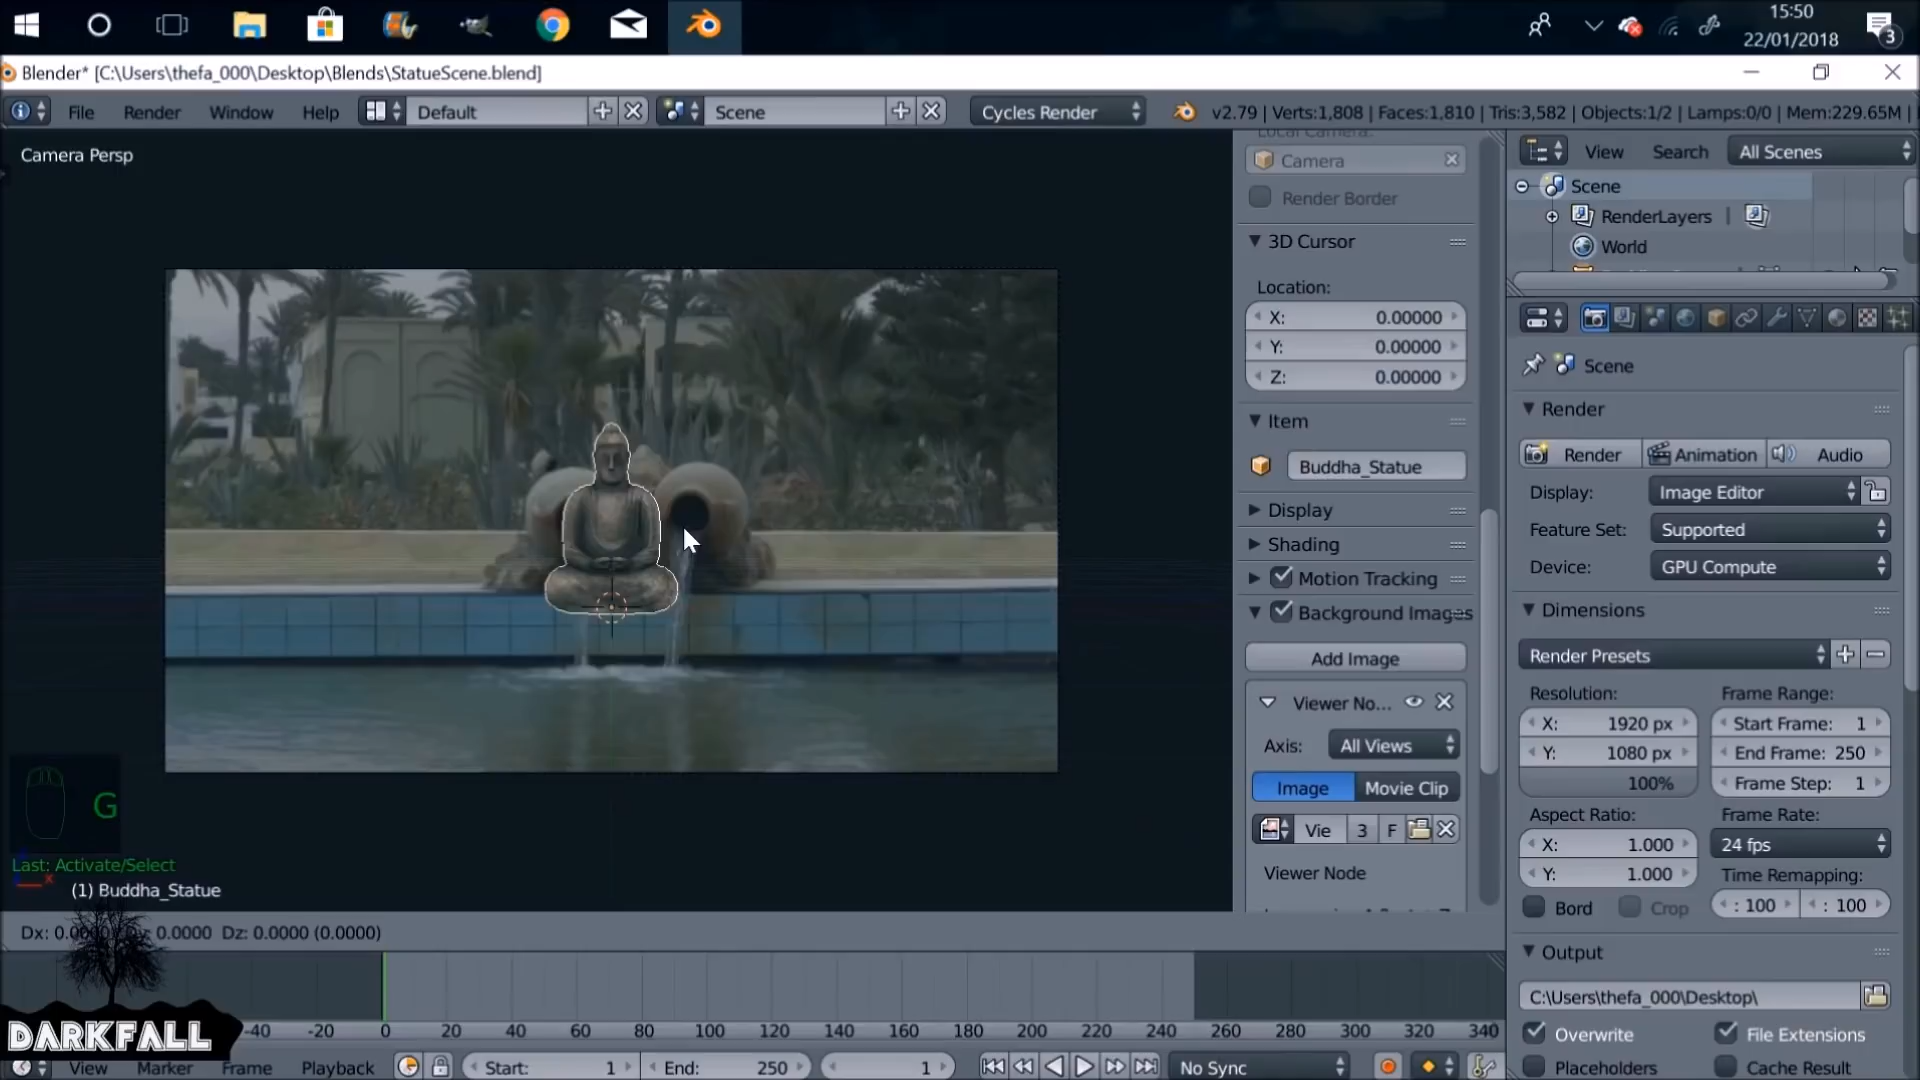 15:50
22/01/2018
3
Blender* [C:\Users\thefa_000\Desktop\Blends\StatueScene.blend]
File Render Window Help Default Scene Cycles Render v2.79 | Verts:1,808 | Faces:1,810 | Tris:3,582 | Objects:1/2 | Lamps:0/0 | Mem:229.65M |
Camera Persp
Local Camera:
Camera
Render Border
3D Cursor
Location:
X: 0.00000
Y: 0.00000
Z: 0.00000
Item
Buddha_Statue
Display
Shading
Motion Tracking
Background Images
Add Image
Viewer No...
Axis: All Views
Image Movie Clip
Vie 3 F
Viewer Node
View Search All Scenes
Scene
RenderLayers |
World
Scene
Render
Render Animation Audio
Display: Image Editor
Feature Set: Supported
Device: GPU Compute
Dimensions
Render Presets
Resolution: Frame Range:
X: 1920 px Start Frame: 1
Y: 1080 px End Frame: 250
100% Frame Step: 1
Aspect Ratio: Frame Rate:
X: 1.000 24 fps
Y: 1.000 Time Remapping:
Bord Crop : 100 : 100
Output
C:\Users\thefa_000\Desktop\
Overwrite File Extensions
Placeholders Cache Result
G
Last: Activate/Select
x
(1) Buddha_Statue
Dx: 0.0000 0.0000 Dz: 0.0000 (0.0000)
DARKFALL
-40 -20 0 20 40 60 80 100 120 140 160 180 200 220 240 260 280 300 320 340
View Marker Frame Playback Start: 1 End: 250 1 No Sync